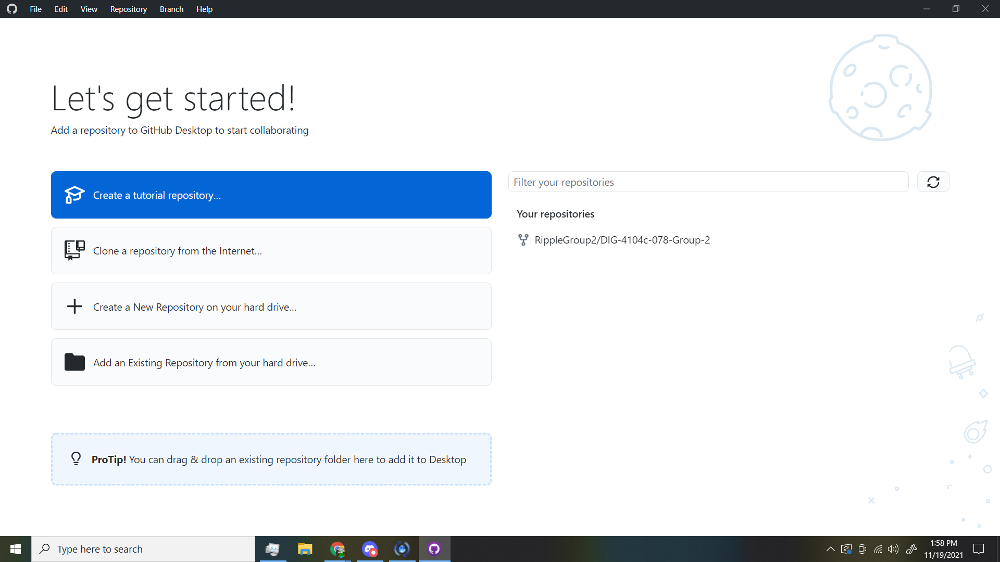 File Edit View Repository Branch Help
Let's get started!
Add a repository to GitHub Desktop to start collaborating
Create a tutorial repository...
Clone a repository from the Internet...
Create a New Repository on your hard drive...
Add an Existing Repository from your hard drive...
ProTip! You can drag & drop an existing repository folder here to add it to Desktop
Filter your repositories
Your repositories
RippleGroup2/DIG-4104c-078-Group-2
Type here to search
1:58 PM
11/19/2021